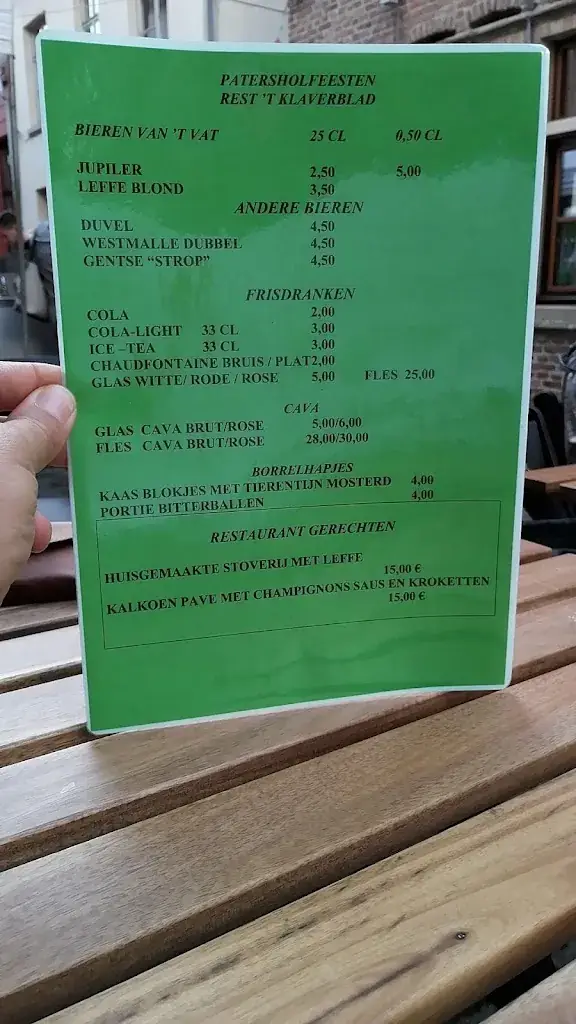 PATERSHOLFEESTEN
REST 'T KLAVERBLAD
BIEREN VAN 'T VAT 25 CL 0,50 CL
JUPILER 2,50 5,00
LEFFE BLOND 3,50
ANDERE BIEREN
DUVEL 4,50
WESTMALLE DUBBEL 4,50
GENTSE “STROP” 4,50
FRISDRANKEN
COLA 2,00
COLA-LIGHT 33 CL 3,00
ICE –TEA 33 CL 3,00
CHAUDFONTAINE BRUIS / PLAT 2,00
GLAS WITTE/ RODE / ROSE 5,00 FLES 25,00
CAVA
GLAS CAVA BRUT/ROSE 5,00/6,00
FLES CAVA BRUT/ROSE 28,00/30,00
BORRELHAPJES
KAAS BLOKJES MET TIERENTIJN MOSTERD 4,00
PORTIE BITTERBALLEN 4,00
RESTAURANT GERECHTEN
HUISGEMAAKTE STOVERIJ MET LEFFE 15,00 €
KALKOEN PAVE MET CHAMPIGNONS SAUS EN KROKETTEN
15,00 €